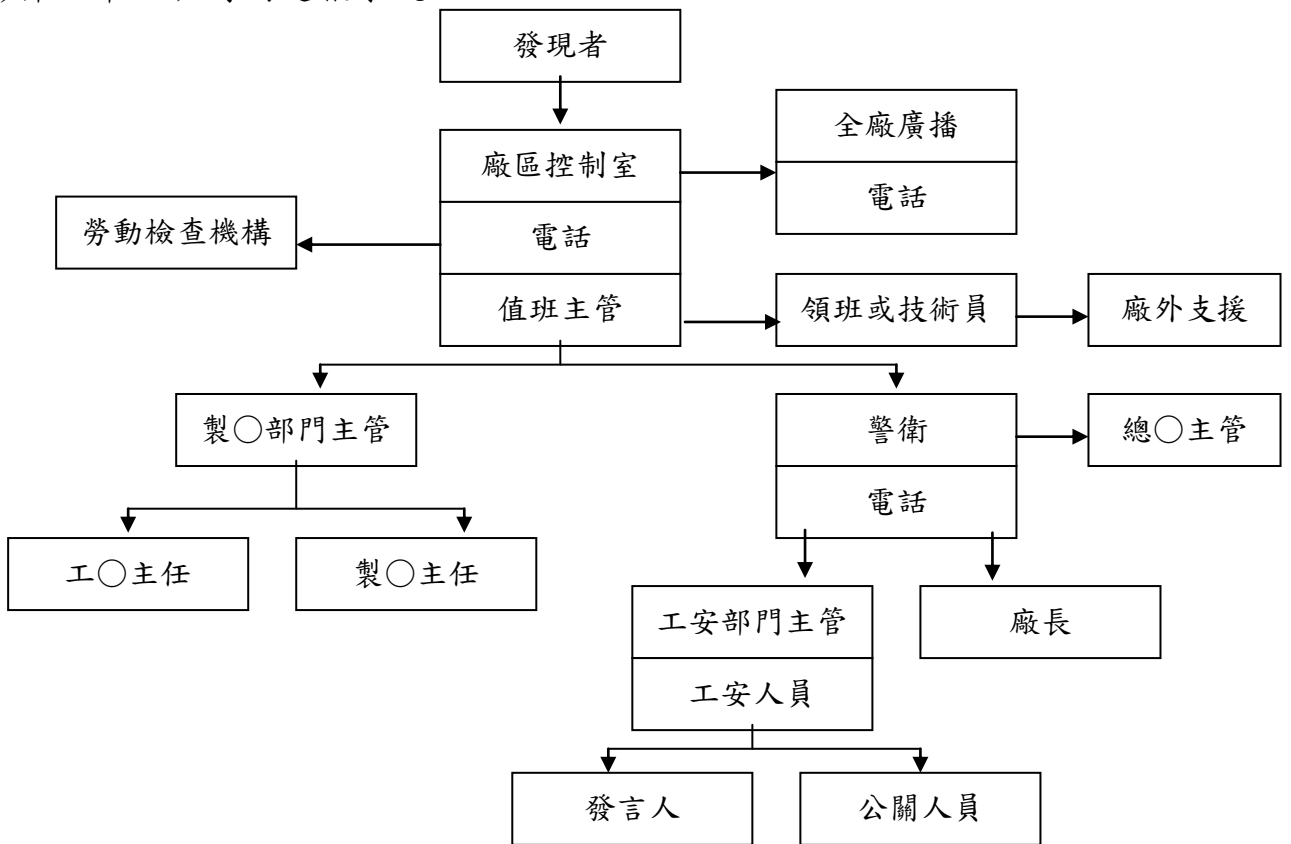 發現者
全廠廣播
電話
廠區控制室
電話
值班主管
勞動檢查機構
領班或技術員
廠外支援
製○部門主管
警衛
電話
總○主管
工○主任
製○主任
工安部門主管
工安人員
廠長
發言人
公關人員